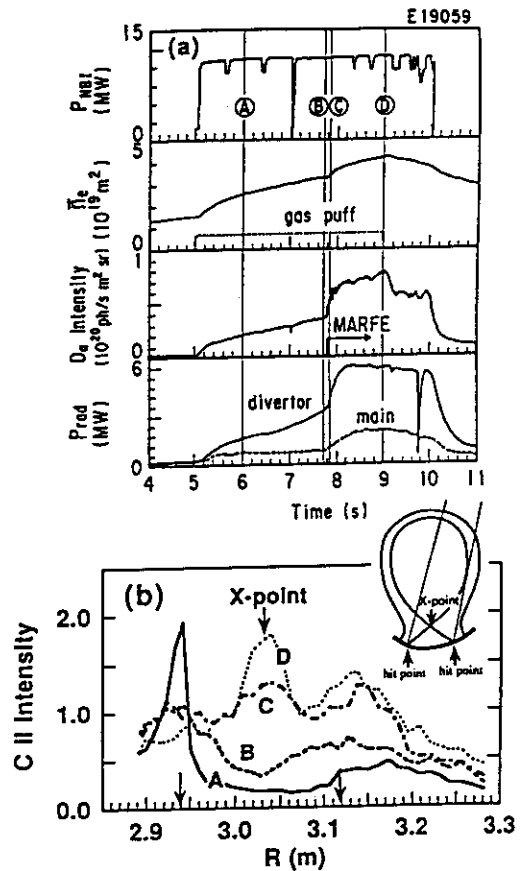 E19059
(a)
15
P_NBI
(MW)
0
Ⓐ Ⓑ Ⓒ Ⓓ
5
n̅e
(10^19 m^2)
0
gas puff
1
Dα Intensity
(10^20 ph/s m^2 sr)
0
MARFE
6
Prad
(MW)
0
divertor
main
4 5 6 7 8 9 10 11
Time (s)
(b)
X-point
X-point
hit point
hit point
C II Intensity
2.0
1.0
0.0
A
B
C
D
2.9 3.0 3.1 3.2 3.3
R (m)